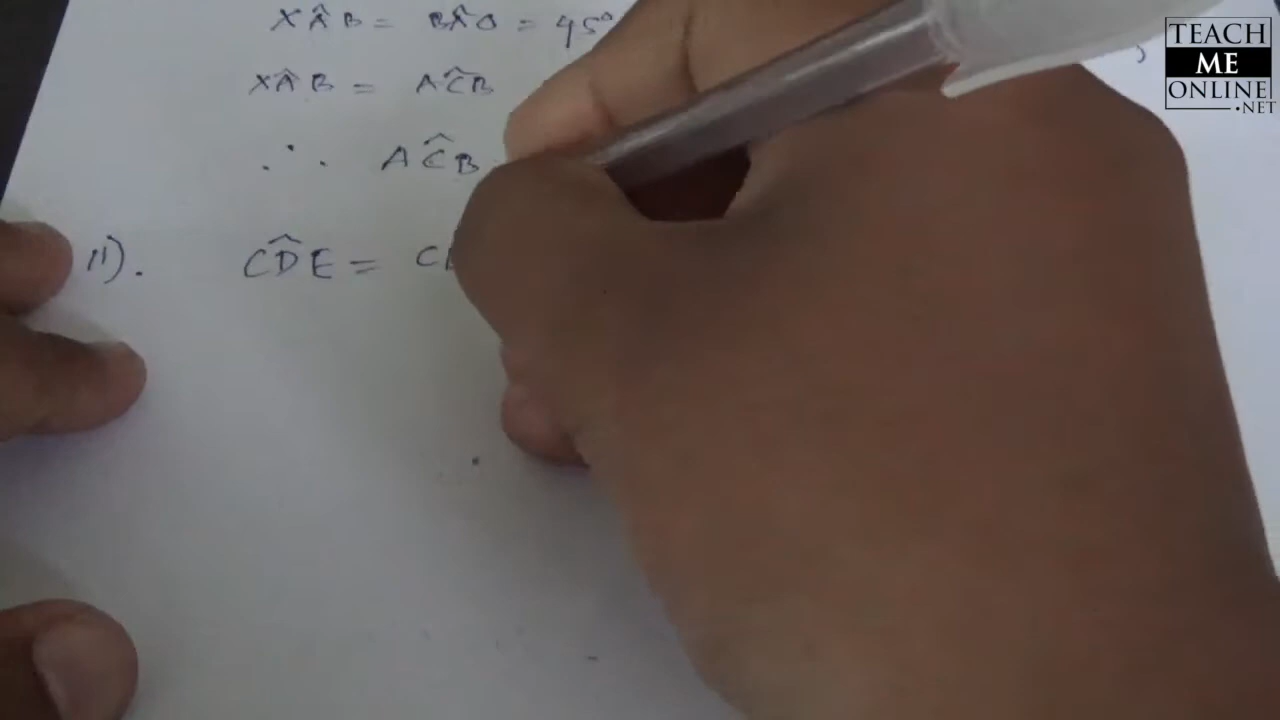 XÂB = BÂO = 45°
XÂB = AĈB
∴ AĈB
II). CD̂E =
TEACH
ME
ONLINE
.NET